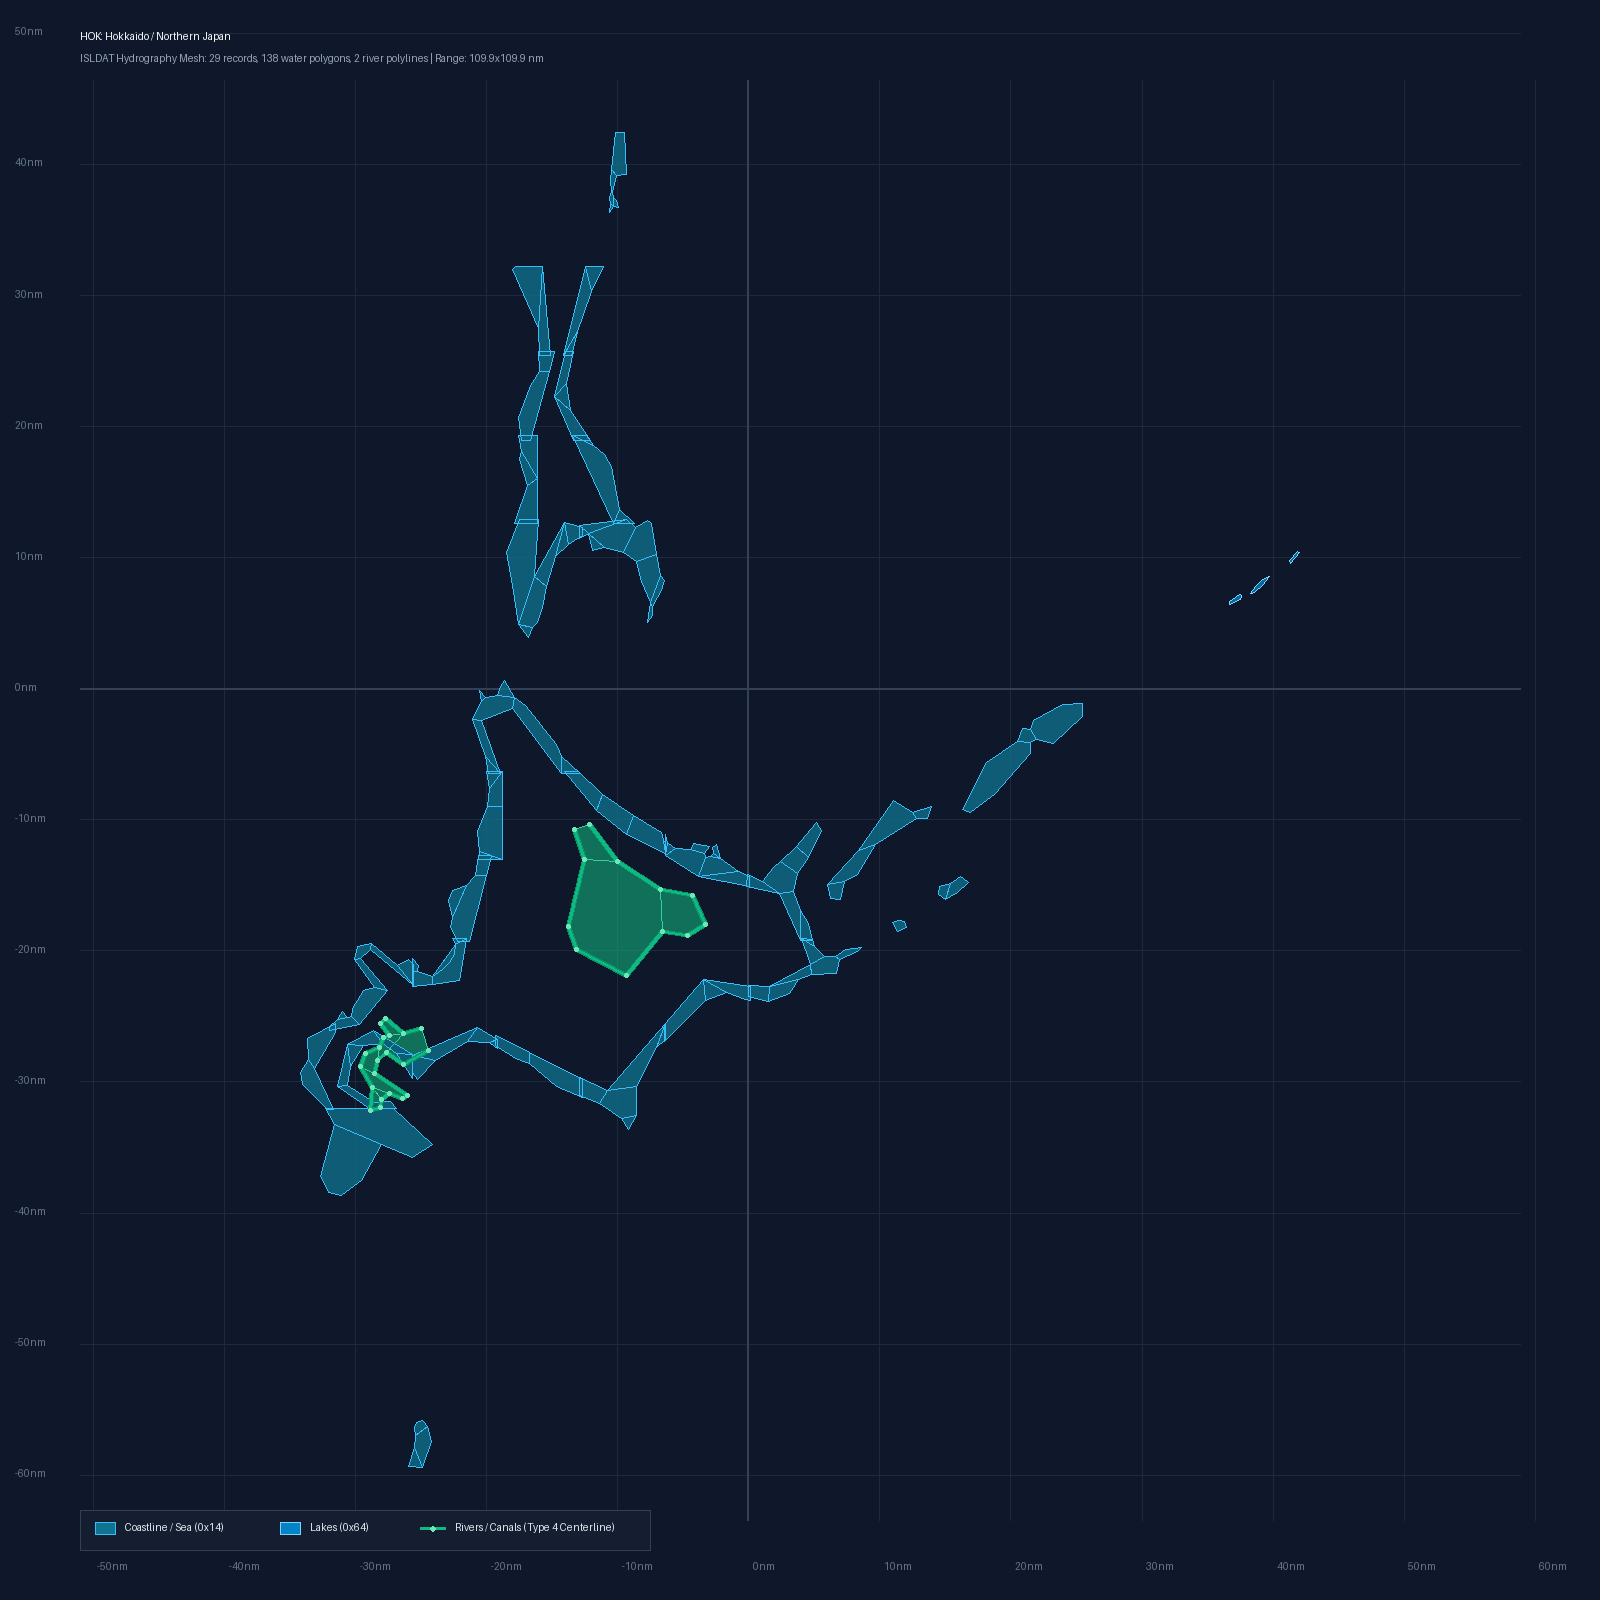 50nm
HOK: Hokkaido / Northern Japan
ISLDAT Hydrography Mesh: 29 records, 138 water polygons, 2 river polylines | Range: 109.9x109.9 nm
40nm
30nm
20nm
10nm
0nm
-10nm
-20nm
-30nm
-40nm
-50nm
-60nm
Coastline / Sea (0x14) Lakes (0x64) Rivers / Canals (Type 4 Centerline)
-50nm -40nm -30nm -20nm -10nm 0nm 10nm 20nm 30nm 40nm 50nm 60nm